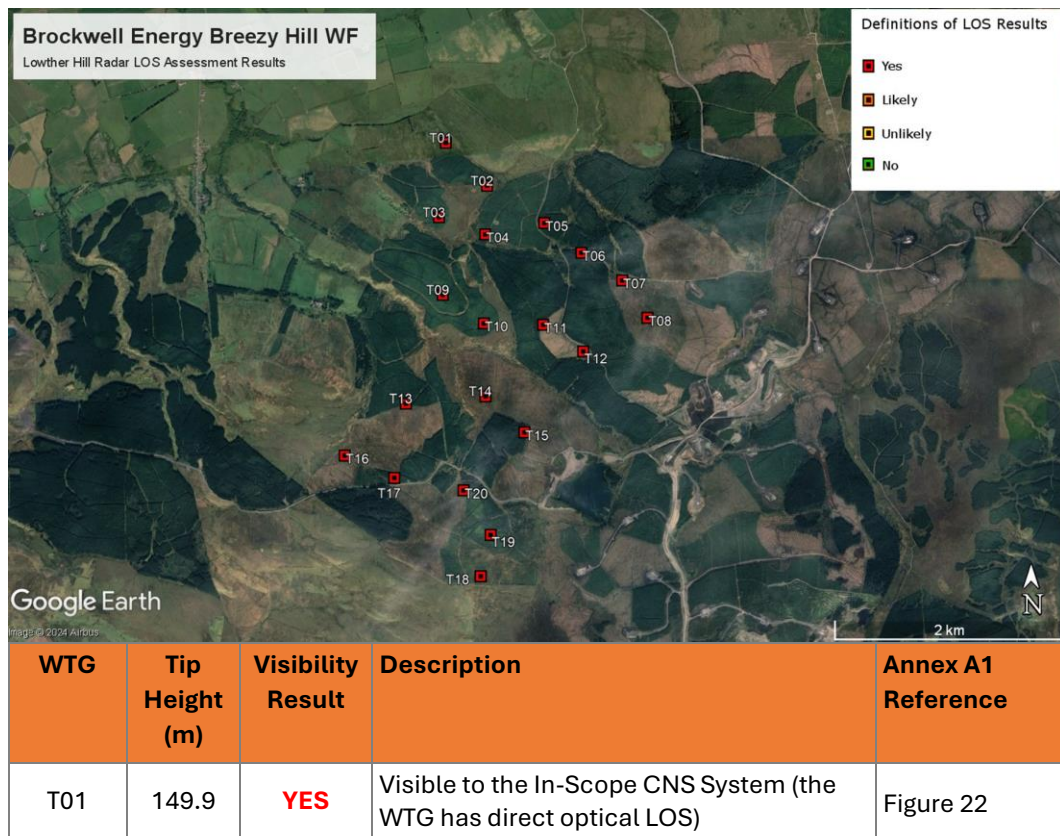 Brockwell Energy Breezy Hill WF
Lowther Hill Radar LOS Assessment Results
Definitions of LOS Results
Yes
Likely
Unlikely
No
T01
T02
T03
T04
T05
T06
T07
T08
T09
T10
T11
T12
T13
T14
T15
T16
T17
T20
T19
T18
Google Earth
Image © 2024 Airbus
N
2 km
WTG
Tip
Height
(m)
Visibility
Result
Description
Annex A1
Reference
T01
149.9
YES
Visible to the In-Scope CNS System (the
WTG has direct optical LOS)
Figure 22